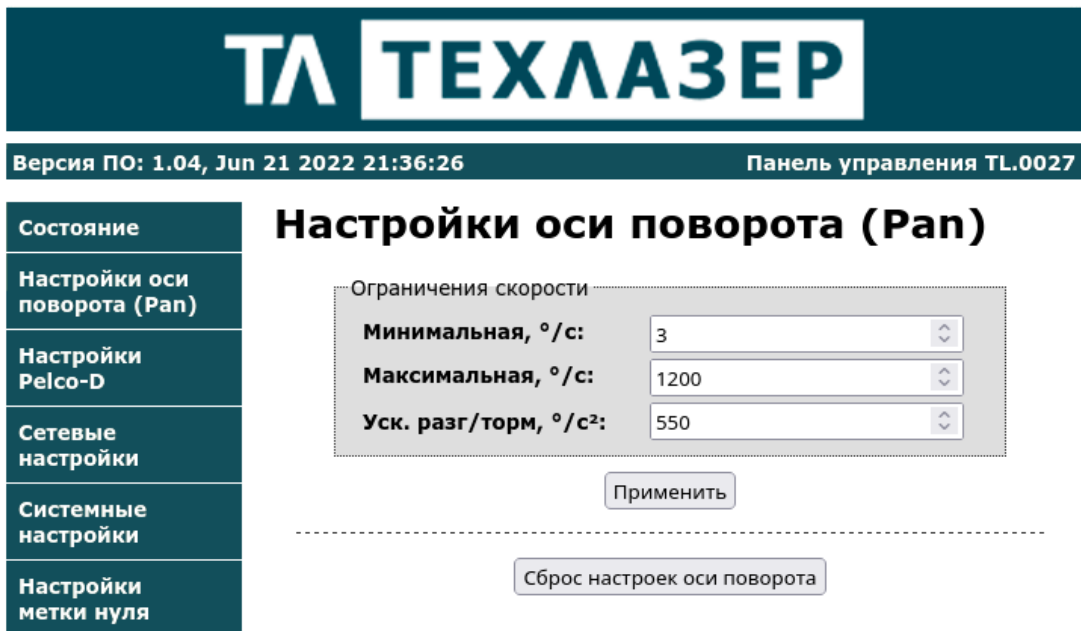 ТЛ ТЕХЛАЗЕР
Версия ПО: 1.04, Jun 21 2022 21:36:26
Панель управления TL.0027
Состояние
Настройки оси
поворота (Pan)
Настройки
Pelco-D
Сетевые
настройки
Системные
настройки
Настройки
метки нуля
Настройки оси поворота (Pan)
Ограничения скорости
Минимальная, °/с: 3
Максимальная, °/с: 1200
Уск. разг/торм, °/с²: 550
Применить
Сброс настроек оси поворота